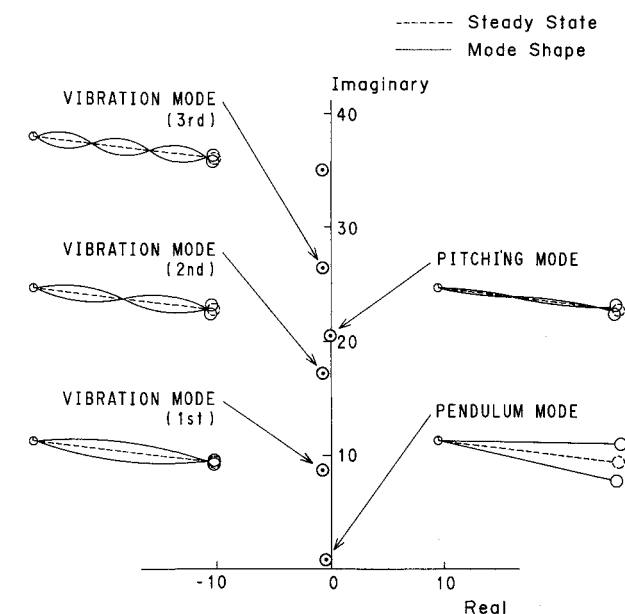 Steady State
Mode Shape
Imaginary
VIBRATION MODE
(3rd)
40
30
VIBRATION MODE
(2nd)
PITCHING MODE
20
VIBRATION MODE
(1st)
PENDULUM MODE
10
-10
0
10
Real